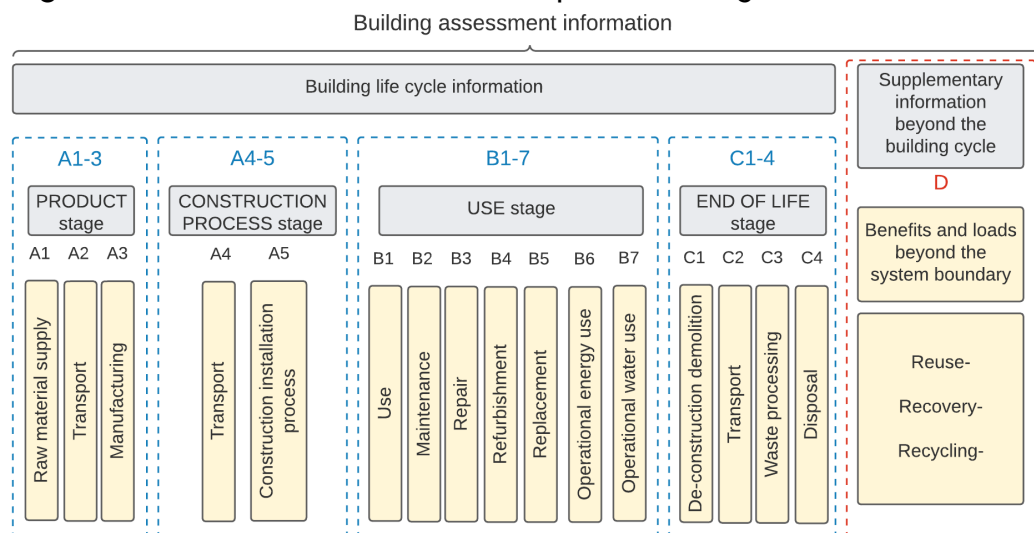 Building assessment information
Building life cycle information
Supplementary
information
beyond the
building cycle
A1-3
A4-5
B1-7
C1-4
D
PRODUCT
stage
CONSTRUCTION
PROCESS stage
USE stage
END OF LIFE
stage
Benefits and loads
beyond the
system boundary
A1
A2
A3
A4
A5
B1
B2
B3
B4
B5
B6
B7
C1
C2
C3
C4
Raw material supply
Transport
Manufacturing
Transport
Construction installation
process
Use
Maintenance
Repair
Refurbishment
Replacement
Operational energy use
Operational water use
De-construction demolition
Transport
Waste processing
Disposal
Reuse-
Recovery-
Recycling-